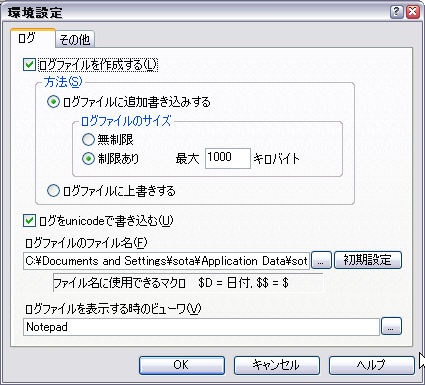 環境設定
ログ
その他
ログファイルを作成する(L)
方法(S)
ログファイルに追加書き込みする
ログファイルのサイズ
無制限
制限あり 最大 1000 キロバイト
ログファイルに上書きする
ログをunicodeで書き込む(U)
ログファイルのファイル名(F)
C:¥Documents and Settings¥sota¥Application Data¥sot ... 初期設定
ファイル名に使用できるマクロ $D = 日付, $$ = $
ログファイルを表示する時のビューワ(V)
Notepad ...
OK キャンセル ヘルプ